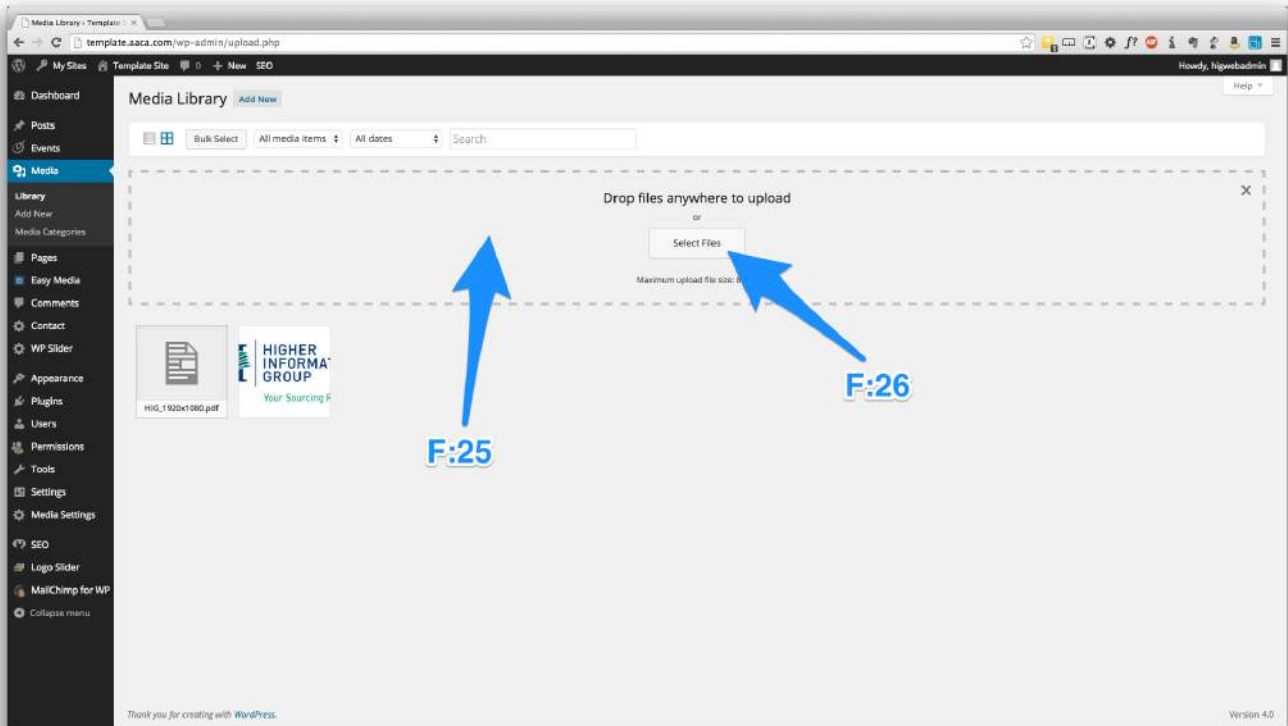 Media Library ‹ Template
template.aaca.com/wp-admin/upload.php
My Sites Template Site 0 + New SEO Howdy, higwebadmin
Help
Dashboard
Posts
Events
Media
Library
Add New
Media Categories
Pages
Easy Media
Comments
Contact
WP Slider
Appearance
Plugins
Users
Permissions
Tools
Settings
Media Settings
SEO
Logo Slider
MailChimp for WP
Collapse menu
Media Library Add New
Bulk Select All media items All dates Search
Drop files anywhere to upload
or
Select Files
Maximum upload file size:
F:25
F:26
HIG_1920x1080.pdf
HIGHER
INFORMA
GROUP
Your Sourcing
Thank you for creating with WordPress.
Version 4.0